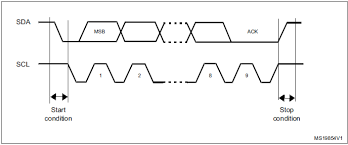 SDA
MSB
ACK
SCL
1 2 8 9
Start condition
Stop condition
MS19854V1